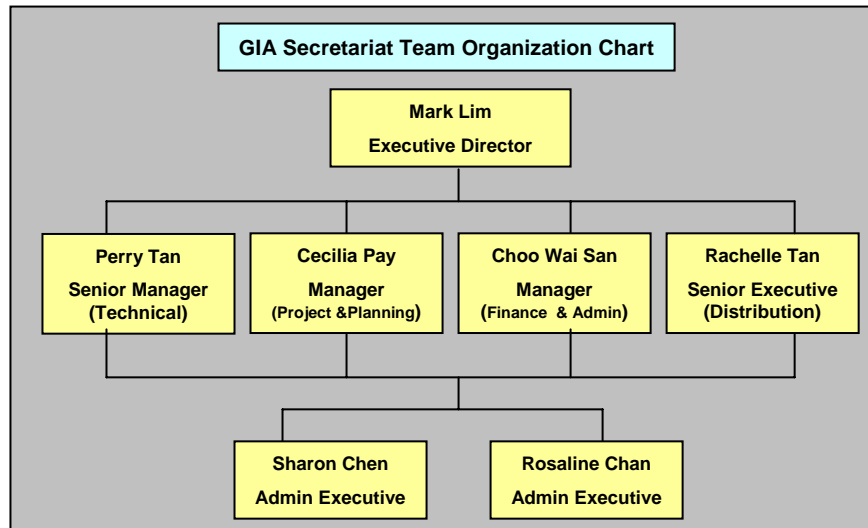 GIA Secretariat Team Organization Chart
Mark Lim
Executive Director
Perry Tan
Senior Manager
(Technical)
Cecilia Pay
Manager
(Project &Planning)
Choo Wai San
Manager
(Finance & Admin)
Rachelle Tan
Senior Executive
(Distribution)
Sharon Chen
Admin Executive
Rosaline Chan
Admin Executive